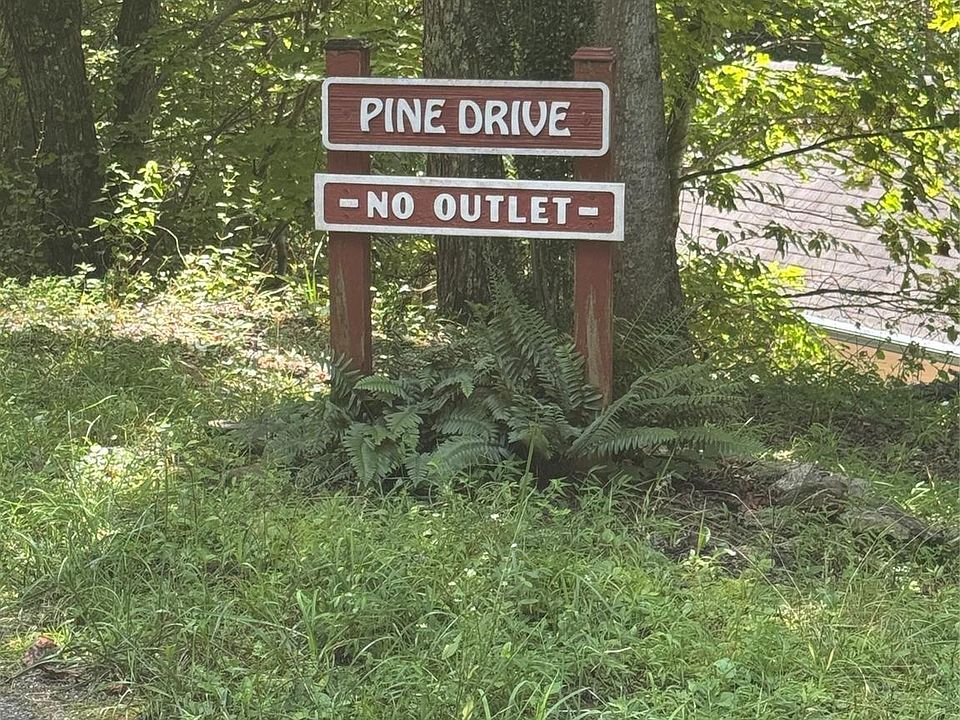 PINE DRIVE
- NO OUTLET -